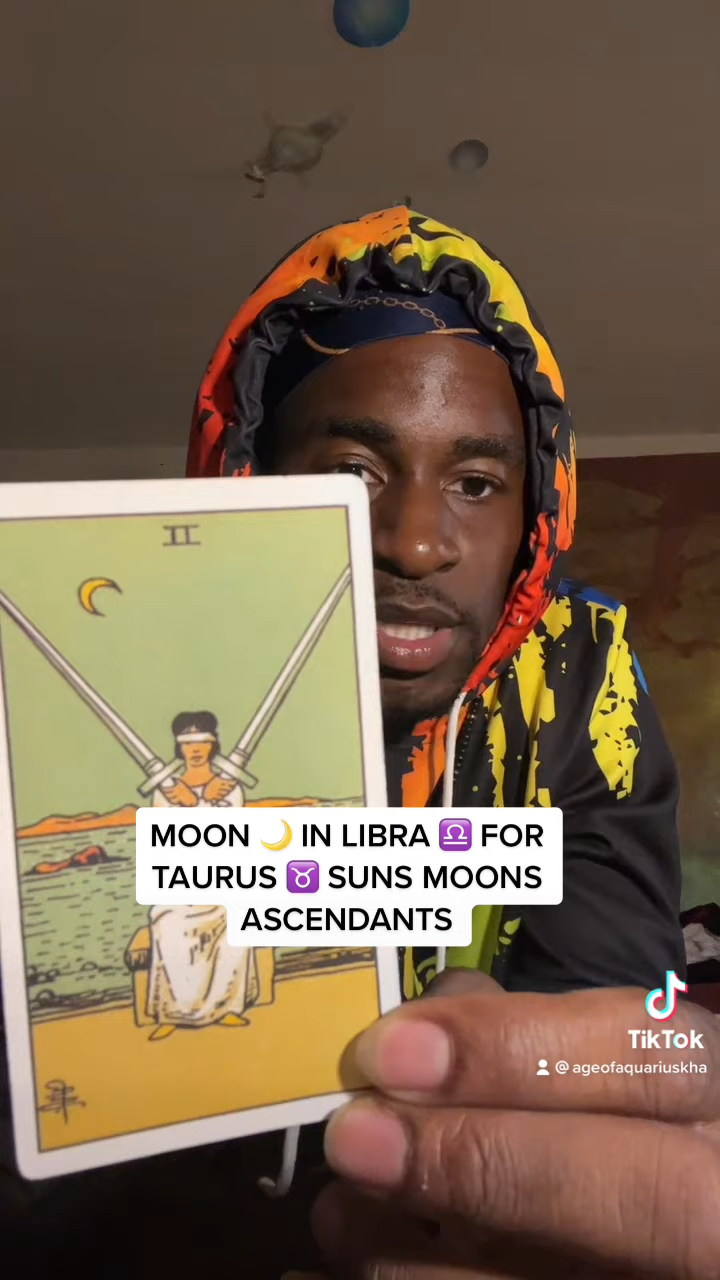 II
MOON 🌙 IN LIBRA ♎ FOR
TAURUS ♉ SUNS MOONS
ASCENDANTS
TikTok
@ageofaquariuskha